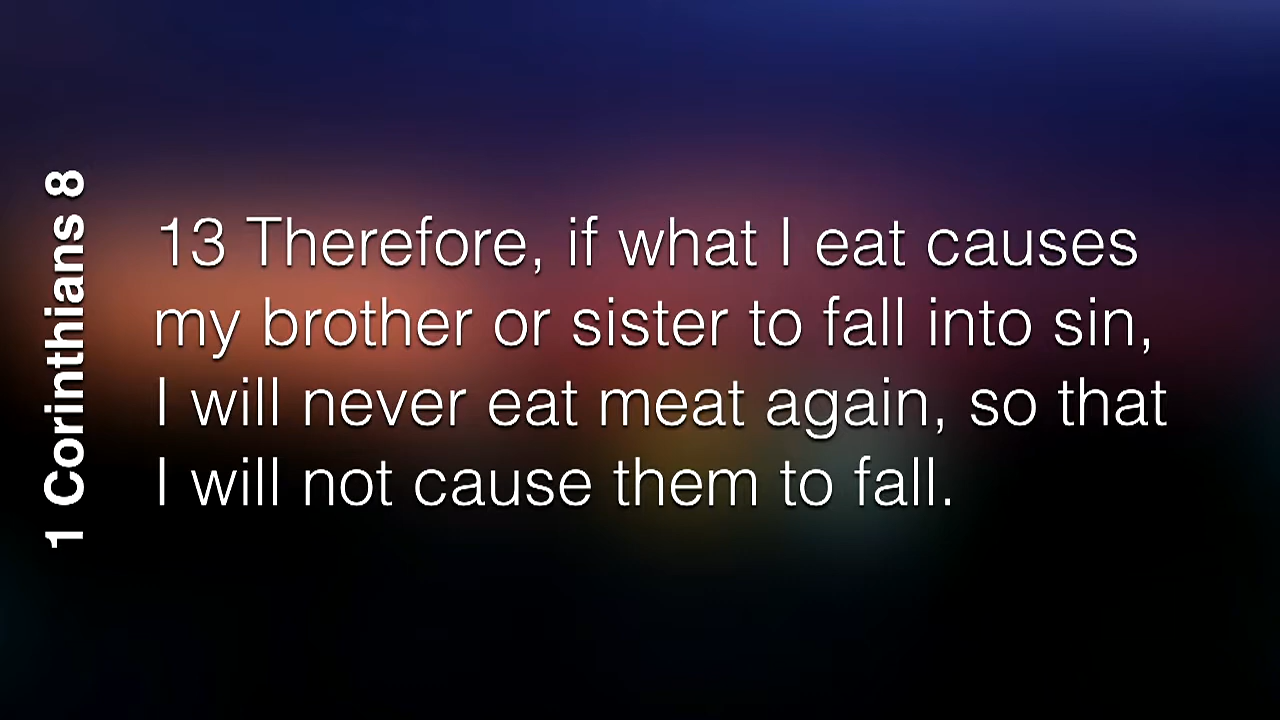 1 Corinthians 8
13 Therefore, if what I eat causes
my brother or sister to fall into sin,
I will never eat meat again, so that
I will not cause them to fall.